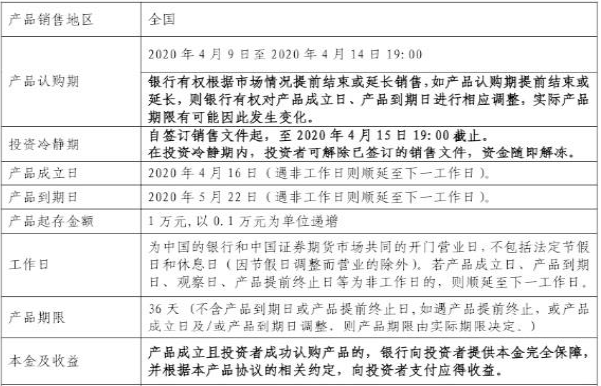 产品销售地区 全国
2020 年 4 月 9 日至 2020 年 4 月 14 日 19:00
产品认购期
银行有权根据市场情况提前结束或延长销售，如产品认购期提前结束或
延长，则银行有权对产品成立日、产品到期日进行相应调整，实际产品
期限有可能因此发生变化。
投资冷静期
自签订销售文件起，至 2020 年 4 月 15 日 19:00 截止。
在投资冷静期内，投资者可解除已签订的销售文件，资金随即解冻。
产品成立日 2020 年 4 月 16 日（遇非工作日则顺延至下一工作日）。
产品到期日 2020 年 5 月 22 日（遇非工作日则顺延至下一工作日）。
产品起存金额 1 万元，以 0.1 万元为单位递增
工作日
为中国的银行和中国证券期货市场共同的开门营业日，不包括法定节假
日和休息日（因节假日调整而营业的除外）。若产品成立日、产品到期
日、观察日、产品提前终止日等为非工作日的，则顺延至下一工作日。
产品期限
36 天（不含产品到期日或产品提前终止日，如遇产品提前终止，或产品
成立日及/或产品到期日调整，则产品期限由实际期限决定。）
本金及收益
产品成立且投资者成功认购产品的，银行向投资者提供本金完全保障，
并根据本产品协议的相关约定，向投资者支付应得收益。